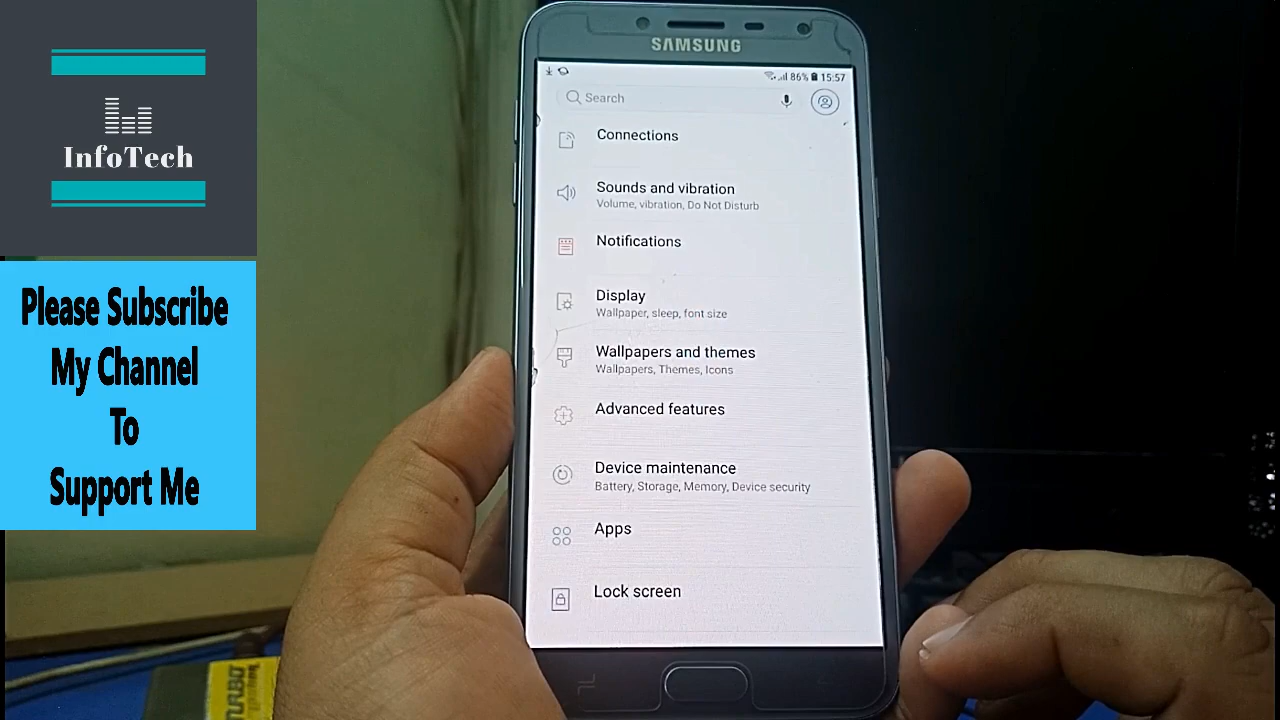 InfoTech
Please Subscribe
My Channel
To
Support Me
SAMSUNG
86% 15:57
Search
Connections
Sounds and vibration
Volume, vibration, Do Not Disturb
Notifications
Display
Wallpaper, sleep, font size
Wallpapers and themes
Wallpapers, Themes, Icons
Advanced features
Device maintenance
Battery, Storage, Memory, Device security
Apps
Lock screen